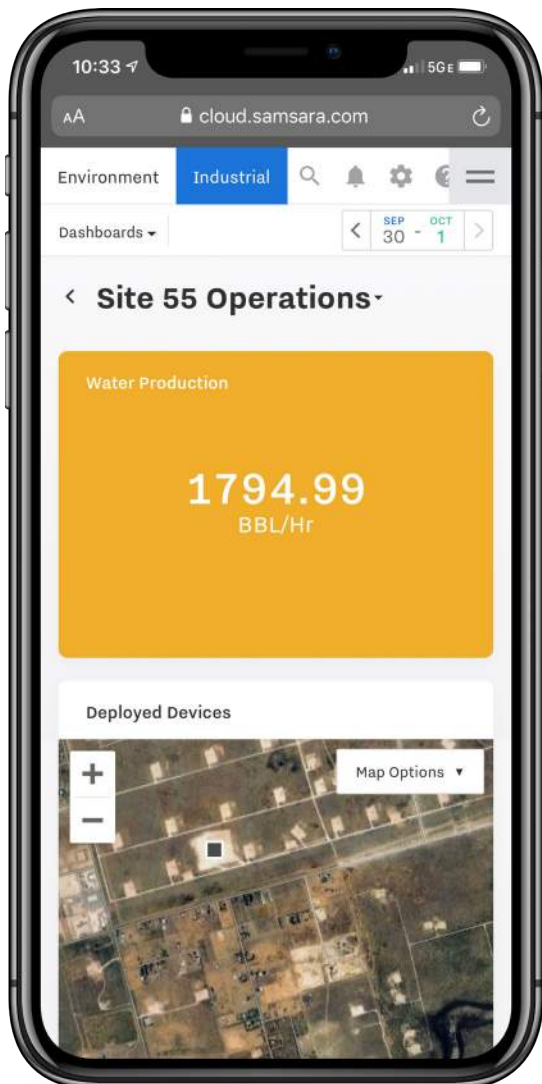 10:33
5GE
AA
cloud.samsara.com
Environment Industrial ?
Dashboards
SEP 30 - OCT 1
Site 55 Operations
Water Production
1794.99
BBL/Hr
Deployed Devices
+
Map Options
−